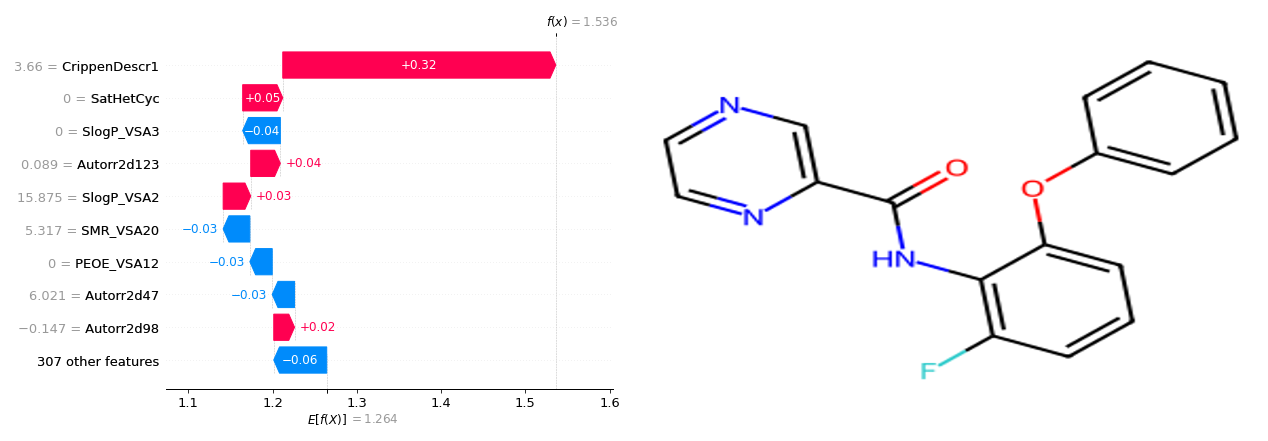 f(x) = 1.536
3.66 = CrippenDescr1 +0.32
0 = SatHetCyc +0.05
0 = SlogP_VSA3 −0.04
0.089 = Autorr2d123 +0.04
15.875 = SlogP_VSA2 +0.03
5.317 = SMR_VSA20 −0.03
0 = PEOE_VSA12 −0.03
6.021 = Autorr2d47 −0.03
−0.147 = Autorr2d98 +0.02
307 other features −0.06
1.1 1.2 1.3 1.4 1.5 1.6
E[f(X)] = 1.264
N
O
O
N
HN
F